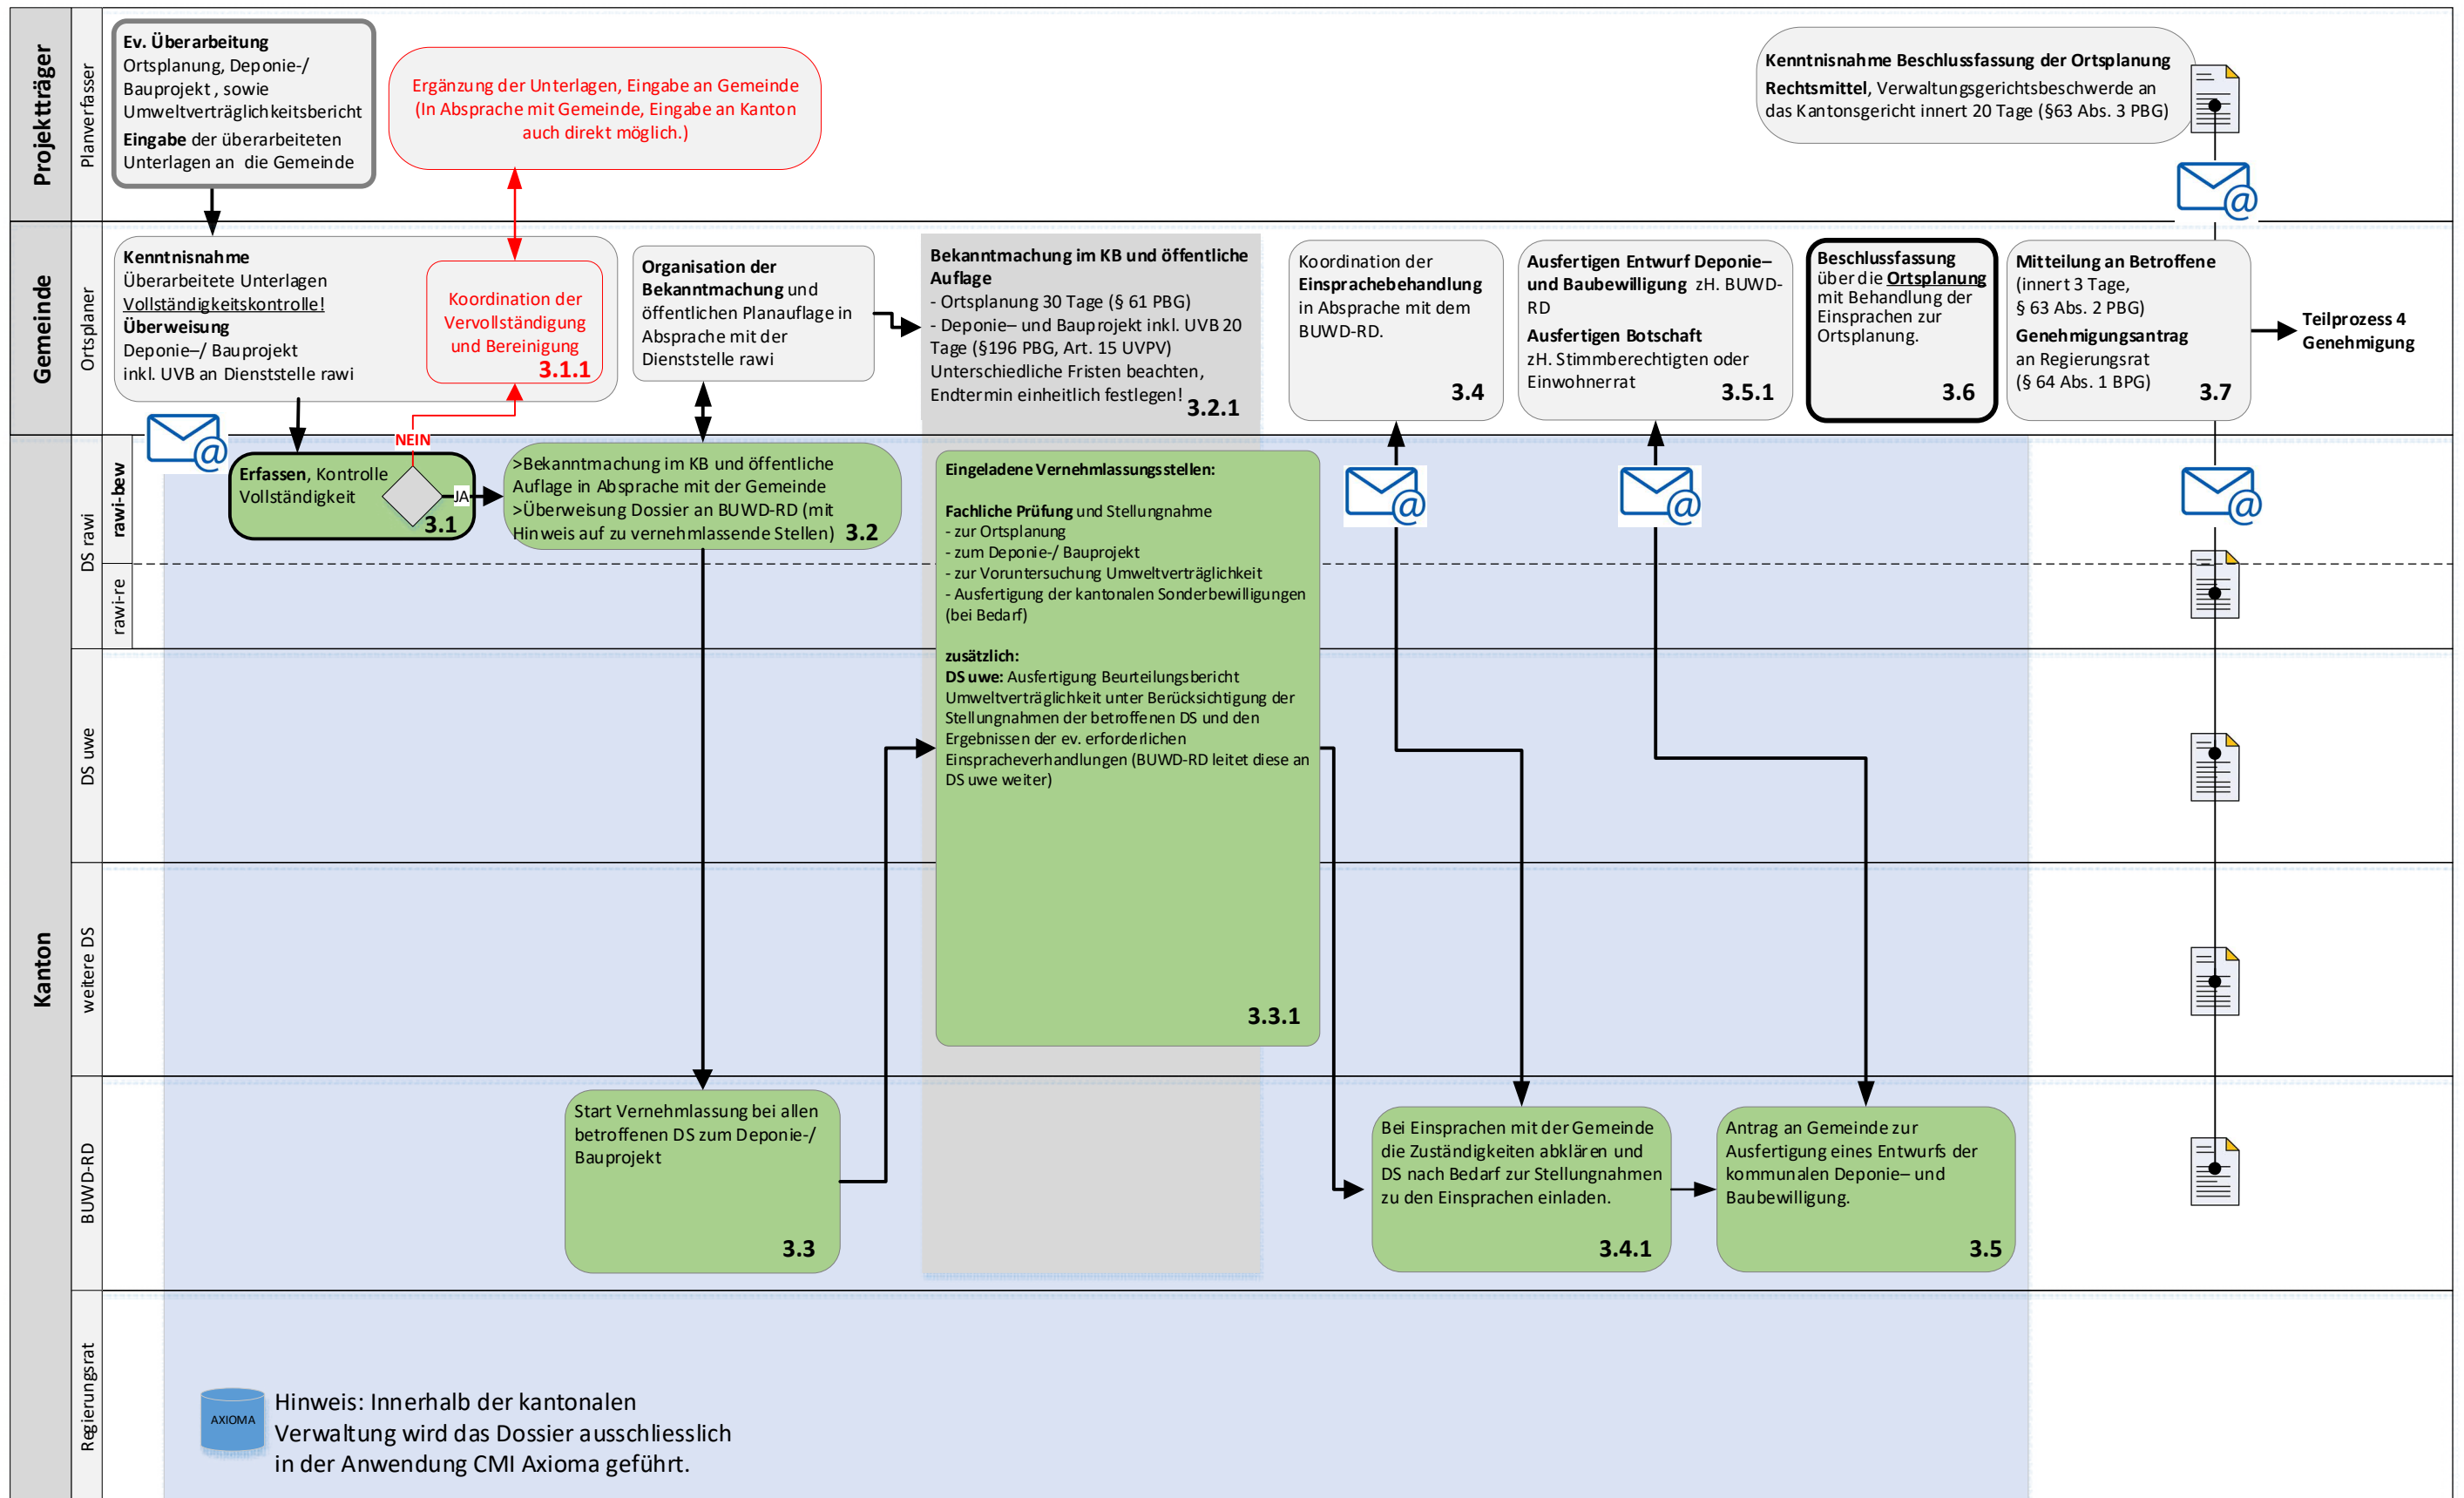 Projektträger
Planverfasser
Ev. Überarbeitung
Ortsplanung, Deponie-/
Bauprojekt , sowie
Umweltverträglichkeitsbericht
Eingabe der überarbeiteten
Unterlagen an die Gemeinde
Ergänzung der Unterlagen, Eingabe an Gemeinde
(In Absprache mit Gemeinde, Eingabe an Kanton
auch direkt möglich.)
Kenntnisnahme Beschlussfassung der Ortsplanung
Rechtsmittel, Verwaltungsgerichtsbeschwerde an
das Kantonsgericht innert 20 Tage (§63 Abs. 3 PBG)
@
Gemeinde
Ortsplaner
Kenntnisnahme
Überarbeitete Unterlagen
Vollständigkeitskontrolle!
Überweisung
Deponie–/ Bauprojekt
inkl. UVB an Dienststelle rawi
Koordination der
Vervollständigung
und Bereinigung
3.1.1
Organisation der
Bekanntmachung und
öffentlichen Planauflage in
Absprache mit der
Dienststelle rawi
Bekanntmachung im KB und öffentliche
Auflage
- Ortsplanung 30 Tage (§ 61 PBG)
- Deponie– und Bauprojekt inkl. UVB 20
Tage (§196 PBG, Art. 15 UVPV)
Unterschiedliche Fristen beachten,
Endtermin einheitlich festlegen!
3.2.1
Koordination der
Einsprachebehandlung
in Absprache mit dem
BUWD-RD.
3.4
Ausfertigen Entwurf Deponie–
und Baubewilligung zH. BUWD-
RD
Ausfertigen Botschaft
zH. Stimmberechtigten oder
Einwohnerrat
3.5.1
Beschlussfassung
über die Ortsplanung
mit Behandlung der
Einsprachen zur
Ortsplanung.
3.6
Mitteilung an Betroffene
(innert 3 Tage,
§ 63 Abs. 2 PBG)
Genehmigungsantrag
an Regierungsrat
(§ 64 Abs. 1 BPG)
3.7
Teilprozess 4
Genehmigung
Kanton
DS rawi
rawi-bew
rawi-re
@
NEIN
Erfassen, Kontrolle
Vollständigkeit
3.1
JA
>Bekanntmachung im KB und öffentliche
Auflage in Absprache mit der Gemeinde
>Überweisung Dossier an BUWD-RD (mit
Hinweis auf zu vernehmlassende Stellen)
3.2
Eingeladene Vernehmlassungsstellen:
Fachliche Prüfung und Stellungnahme
- zur Ortsplanung
- zum Deponie-/ Bauprojekt
- zur Voruntersuchung Umweltverträglichkeit
- Ausfertigung der kantonalen Sonderbewilligungen
(bei Bedarf)
zusätzlich:
DS uwe: Ausfertigung Beurteilungsbericht
Umweltverträglichkeit unter Berücksichtigung der
Stellungnahmen der betroffenen DS und den
Ergebnissen der ev. erforderlichen
Einspracheverhandlungen (BUWD-RD leitet diese an
DS uwe weiter)
3.3.1
@
@
@
DS uwe
weitere DS
BUWD-RD
Start Vernehmlassung bei allen
betroffenen DS zum Deponie-/
Bauprojekt
3.3
Bei Einsprachen mit der Gemeinde
die Zuständigkeiten abklären und
DS nach Bedarf zur Stellungnahmen
zu den Einsprachen einladen.
3.4.1
Antrag an Gemeinde zur
Ausfertigung eines Entwurfs der
kommunalen Deponie– und
Baubewilligung.
3.5
Regierungsrat
AXIOMA
Hinweis: Innerhalb der kantonalen
Verwaltung wird das Dossier ausschliesslich
in der Anwendung CMI Axioma geführt.